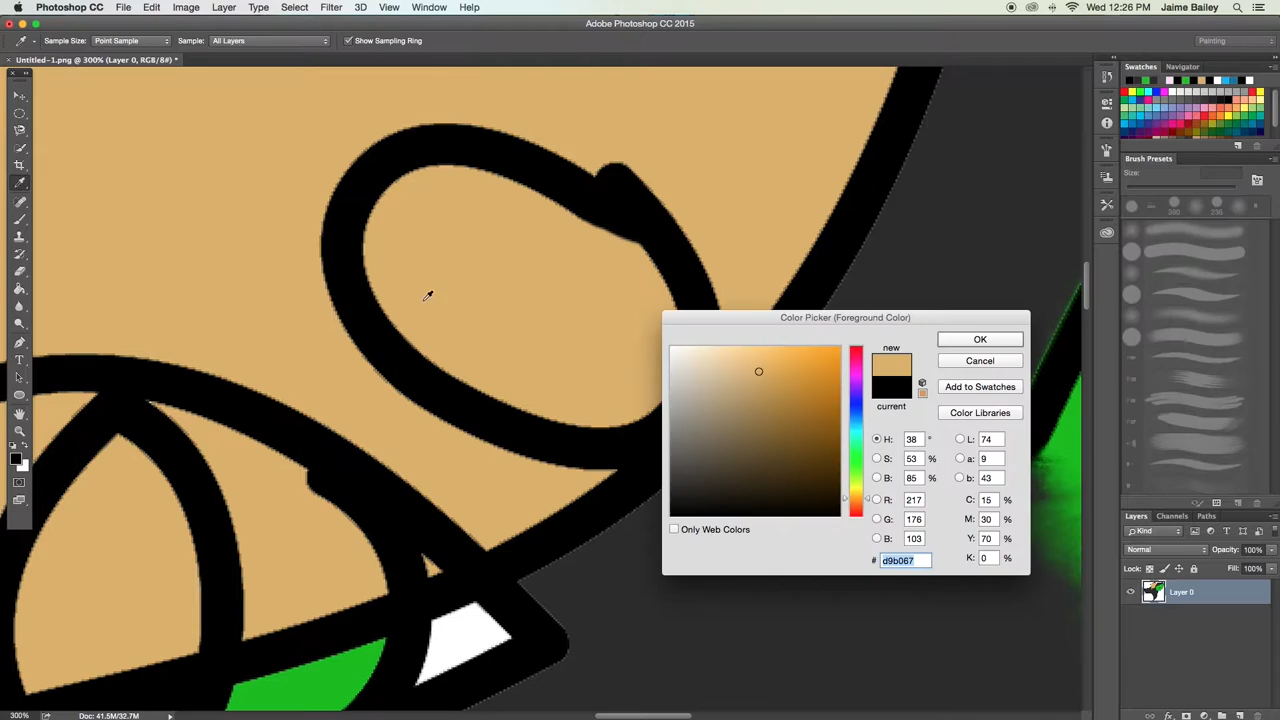 Photoshop CC File Edit Image Layer Type Select Filter 3D View Window Help Wed 12:26 PM Jaime Bailey
Adobe Photoshop CC 2015
Sample Size: Point Sample Sample: All Layers Show Sampling Ring Painting
Untitled-1.png @ 300% (Layer 0, RGB/8#) *
Swatches Navigator
Brush Presets
Size:
380 236
Color Picker (Foreground Color)
new
OK
Cancel
Add to Swatches
current
Color Libraries
H: 38 ° L: 74
S: 53 % a: 9
B: 85 % b: 43
R: 217 C: 15 %
G: 176 M: 30 %
B: 103 Y: 70 %
# d9b067 K: 0 %
Only Web Colors
Layers Channels Paths
Kind
Normal Opacity: 100%
Lock: Fill: 100%
Layer 0
300% Doc: 41.5M/32.7M